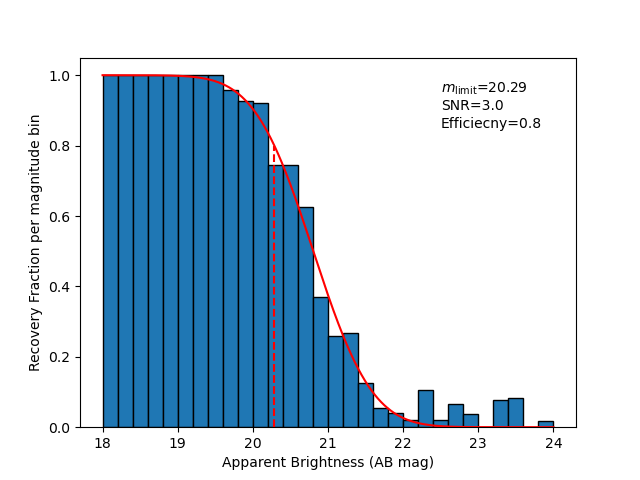 1.0
0.8
0.6
0.4
0.2
0.0
Recovery Fraction per magnitude bin
m_limit=20.29
SNR=3.0
Efficiecny=0.8
18 19 20 21 22 23 24
Apparent Brightness (AB mag)